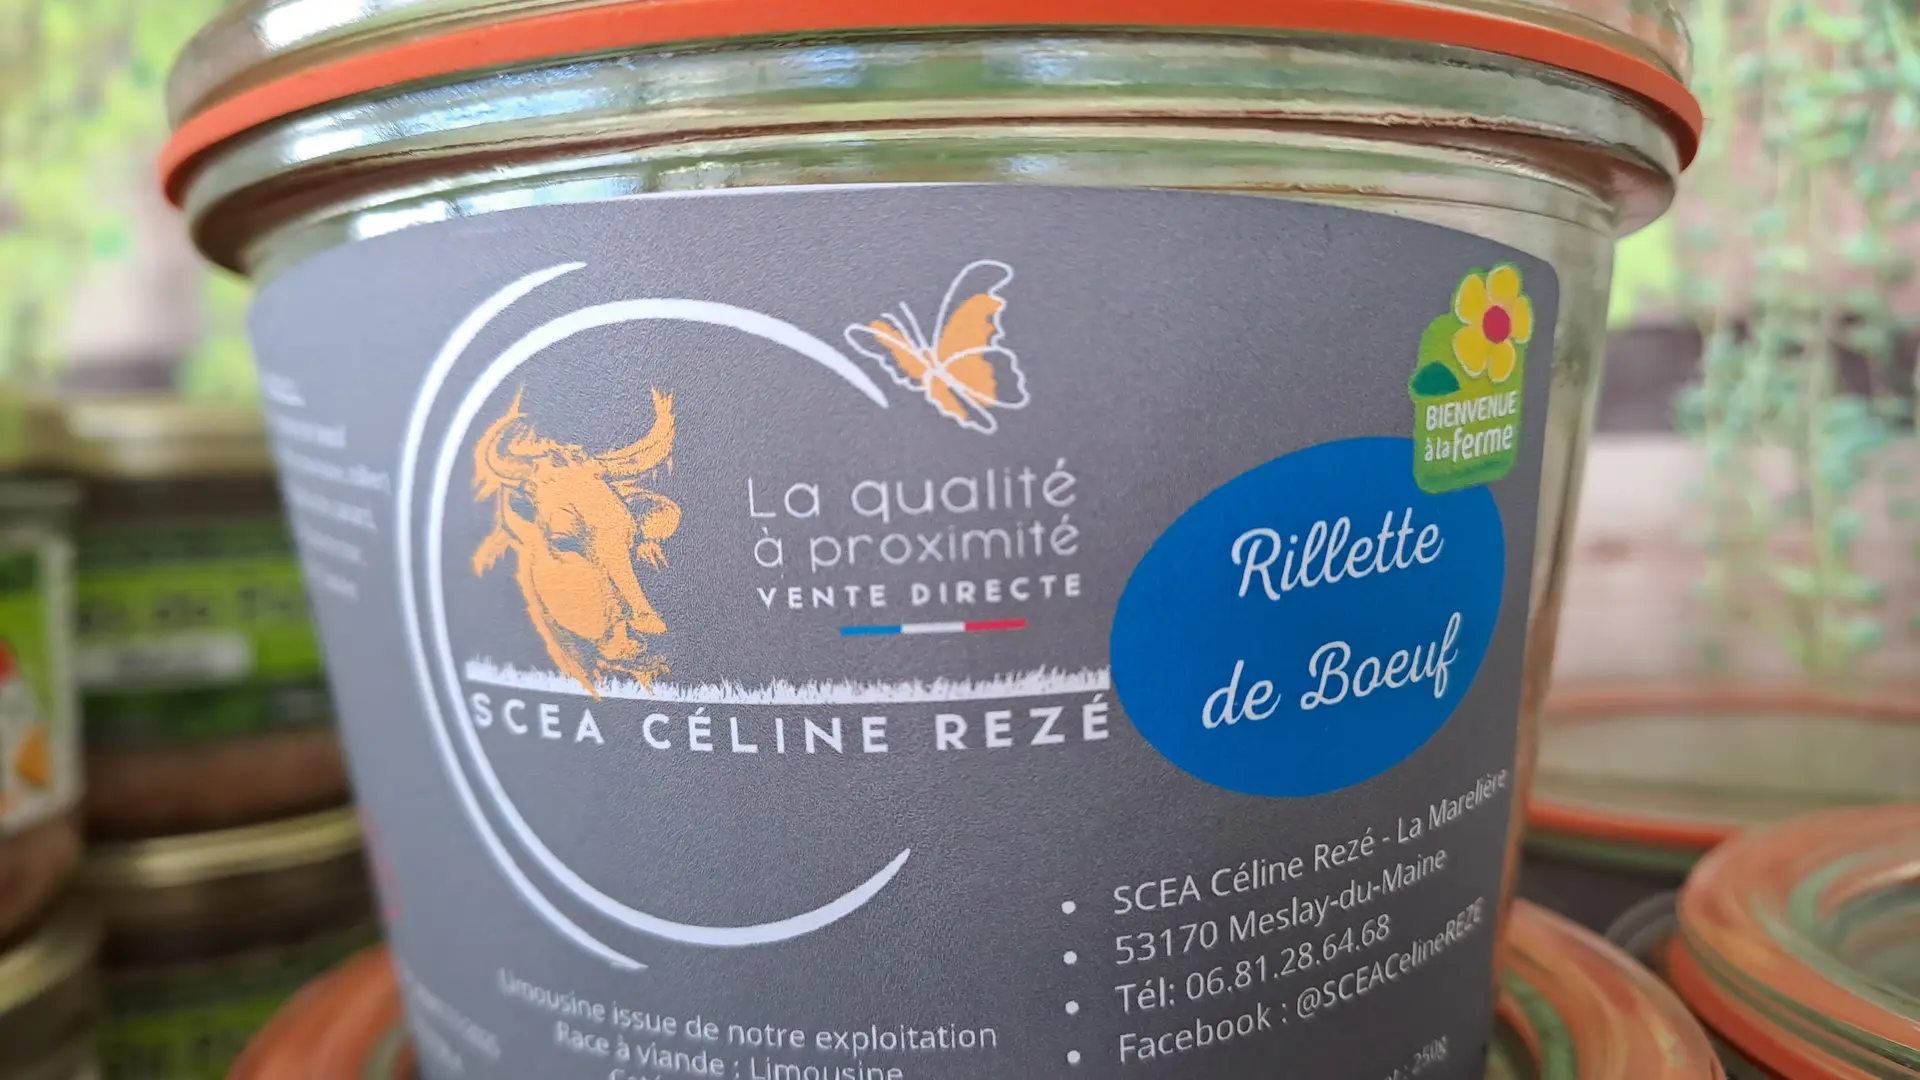 La qualité
à proximité
VENTE DIRECTE
SCEA CÉLINE REZÉ
BIENVENUE
à la ferme
Rillette
de Boeuf
SCEA Céline Rezé - La Marelière
53170 Meslay-du-Maine
Tél: 06.81.28.64.68
Facebook : @SCEACelineREZE
Limousine issue de notre exploitation
Race à viande : Limousine
: 250g